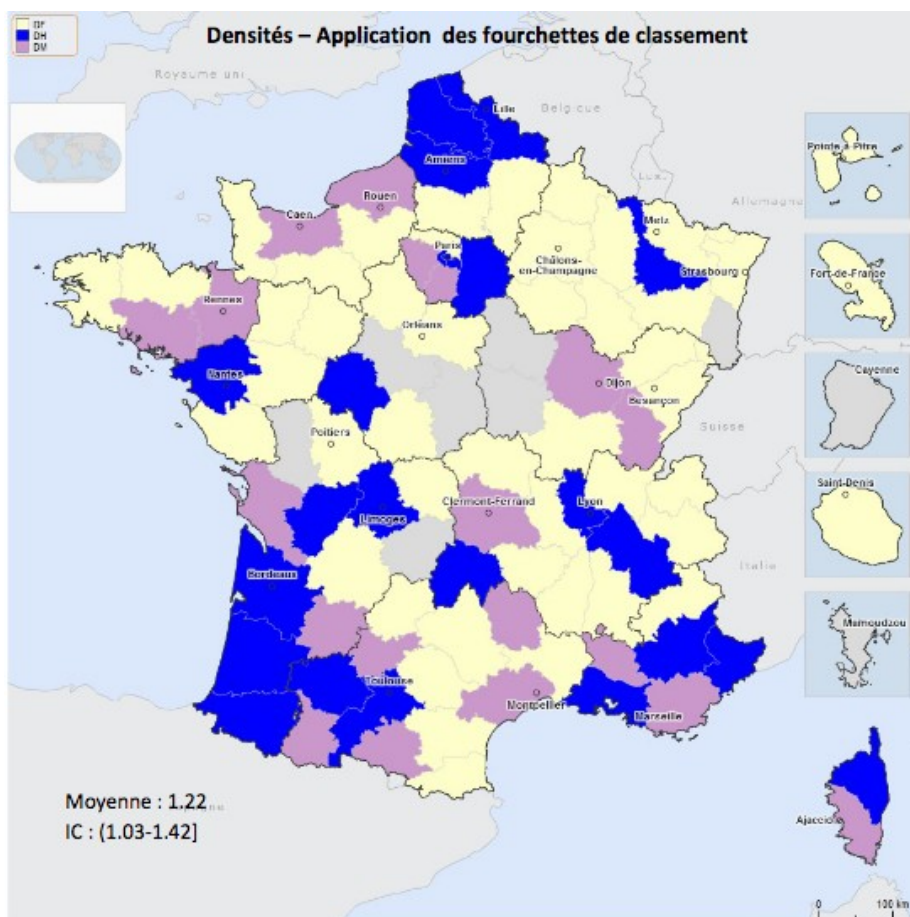 DF
DH
DM
Densités – Application des fourchettes de classement
Royaume uni
Lille
Belgique
Amiens
Pointe à Pitre
Rouen
Lux.
Allemagne
Caen
Metz
Paris
Châlons-
en-Champagne
Strasbourg
Fort-de-France
Rennes
Orléans
Cayenne
Nantes
Dijon
Besançon
Suisse
Poitiers
Saint-Denis
Clermont-Ferrand
Lyon
Limoges
Italie
Bordeaux
Mamoudzou
Toulouse
Montpellier
Marseille
Moyenne : 1.22
IC : (1.03-1.42]
Ajaccio
0 100 km